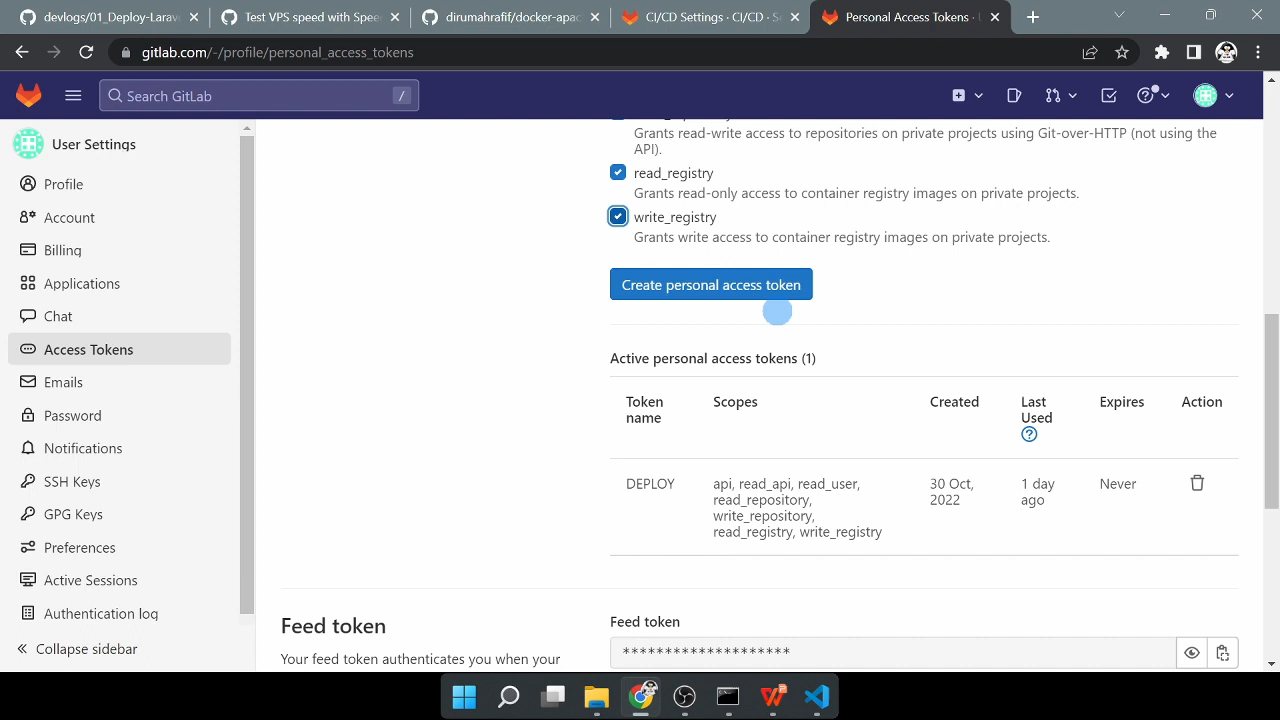 devlogs/01_Deploy-Larave
Test VPS speed with Speed
dirumahrafif/docker-apac
CI/CD Settings · CI/CD · S
Personal Access Tokens ·
gitlab.com/-/profile/personal_access_tokens
Search GitLab
/
User Settings
Profile
Account
Billing
Applications
Chat
Access Tokens
Emails
Password
Notifications
SSH Keys
GPG Keys
Preferences
Active Sessions
Authentication log
Collapse sidebar
Grants read-write access to repositories on private projects using Git-over-HTTP (not using the
API).
read_registry
Grants read-only access to container registry images on private projects.
write_registry
Grants write access to container registry images on private projects.
Create personal access token
Active personal access tokens (1)
Token
name
Scopes
Created
Last
Used
Expires
Action
DEPLOY
api, read_api, read_user,
read_repository,
write_repository,
read_registry, write_registry
30 Oct,
2022
1 day
ago
Never
Feed token
Your feed token authenticates you when your
Feed token
********************